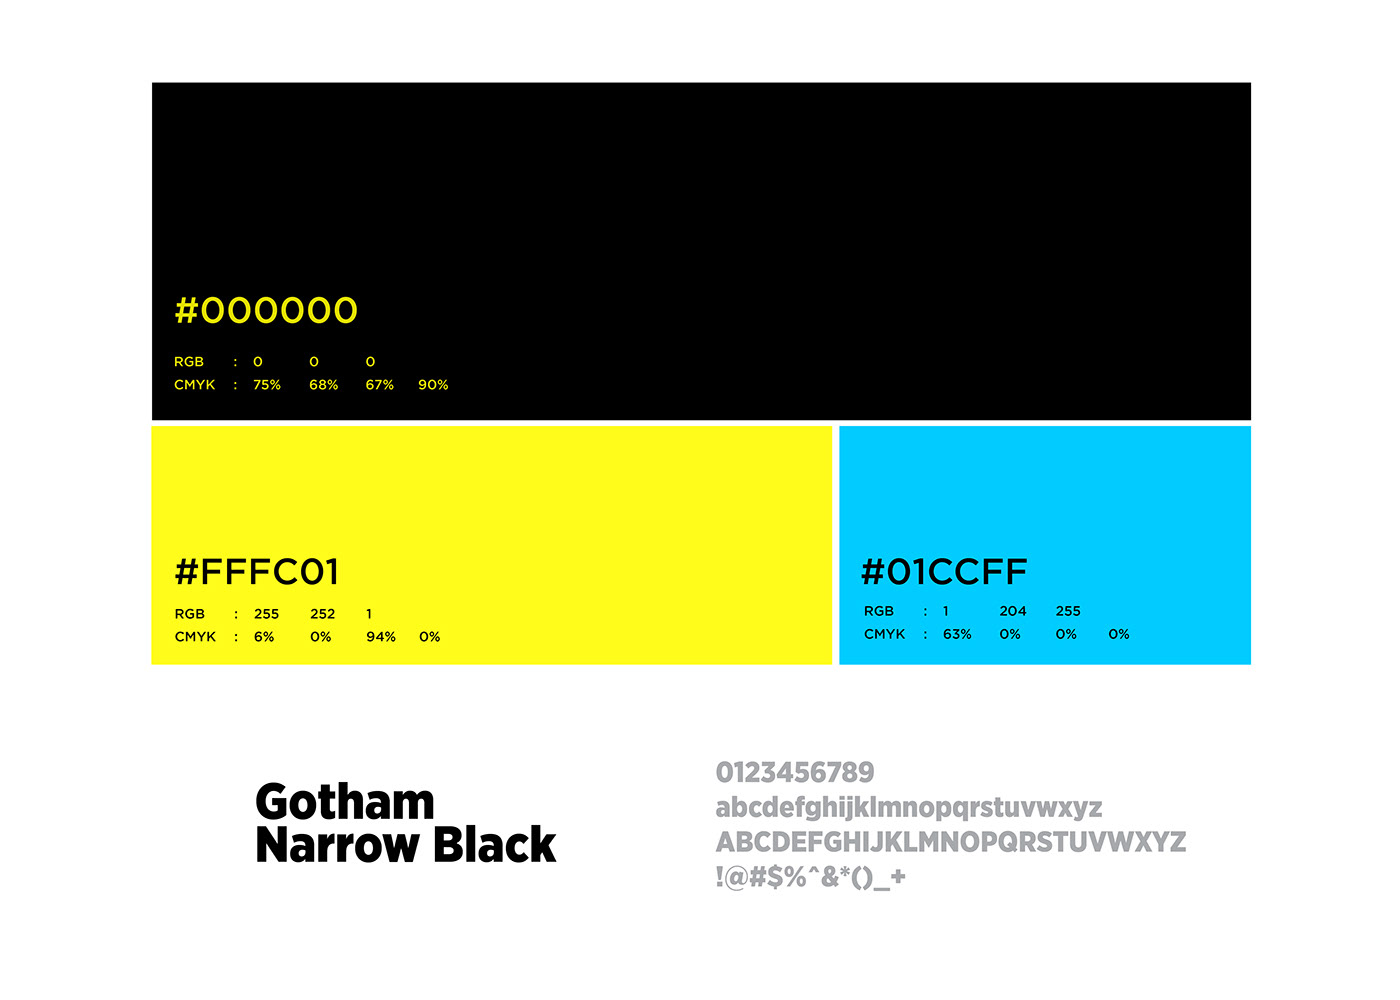 #000000
RGB : 0 0 0
CMYK : 75% 68% 67% 90%
#FFFC01
RGB : 255 252 1
CMYK : 6% 0% 94% 0%
#01CCFF
RGB : 1 204 255
CMYK : 63% 0% 0% 0%
Gotham
Narrow Black
0123456789
abcdefghijklmnopqrstuvwxyz
ABCDEFGHIJKLMNOPQRSTUVWXYZ
!@#$%^&*()_+